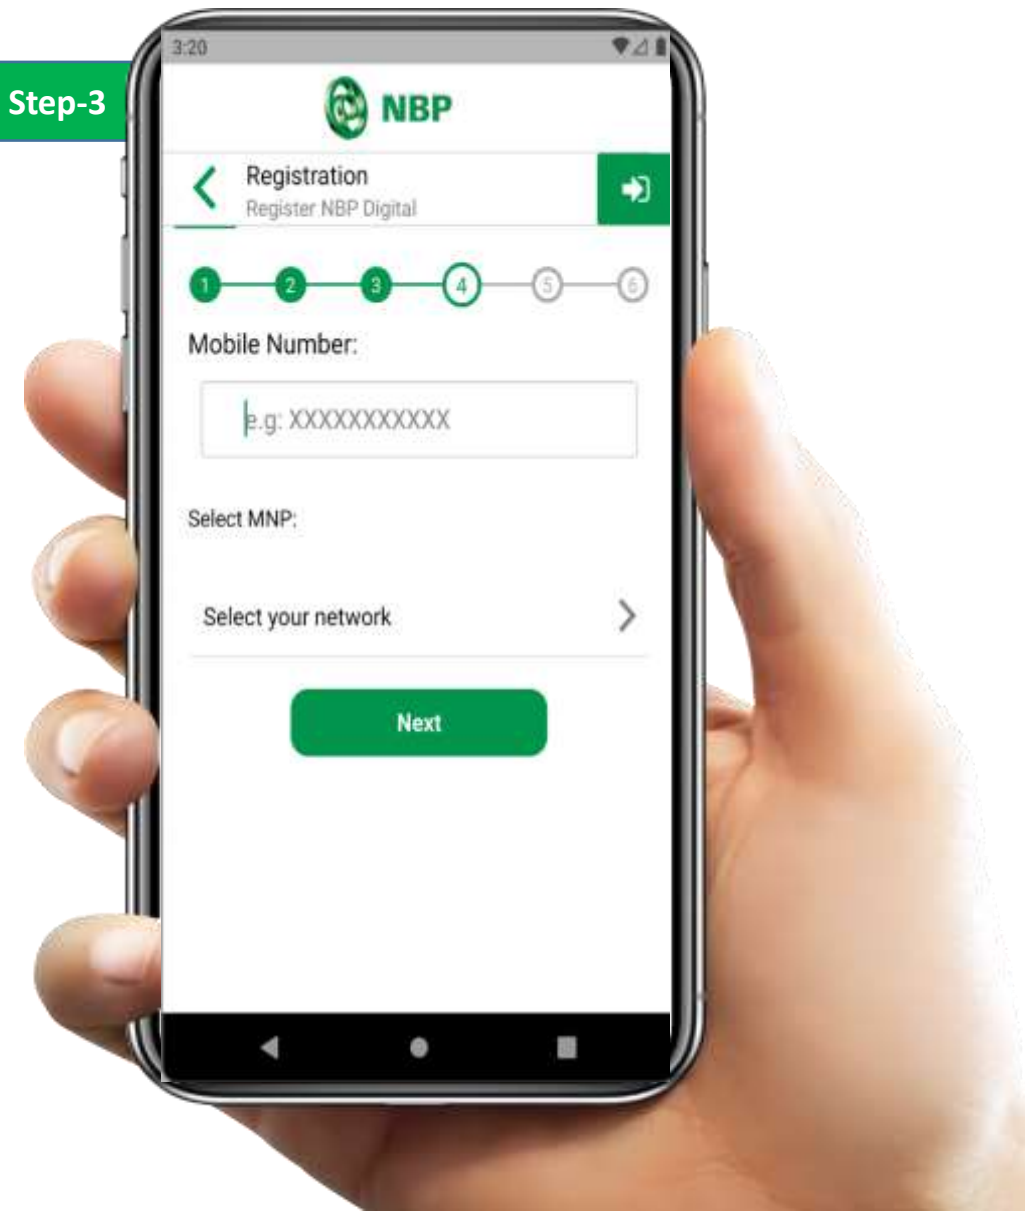 Step-3
3:20
NBP
Registration
Register NBP Digital
1 2 3 4 5 6
Mobile Number:
e.g: XXXXXXXXXXX
Select MNP:
Select your network
Next